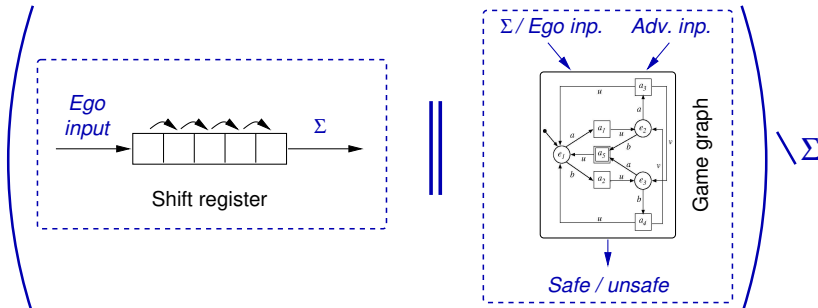 Ego
input
Σ
Shift register
||
\ Σ
Σ / Ego inp.
Adv. inp.
u
a3
a
a1
u
e2
a
b
e1
u
a5
a
v
v
b
a2
u
e3
b
u
a4
Game graph
Safe / unsafe